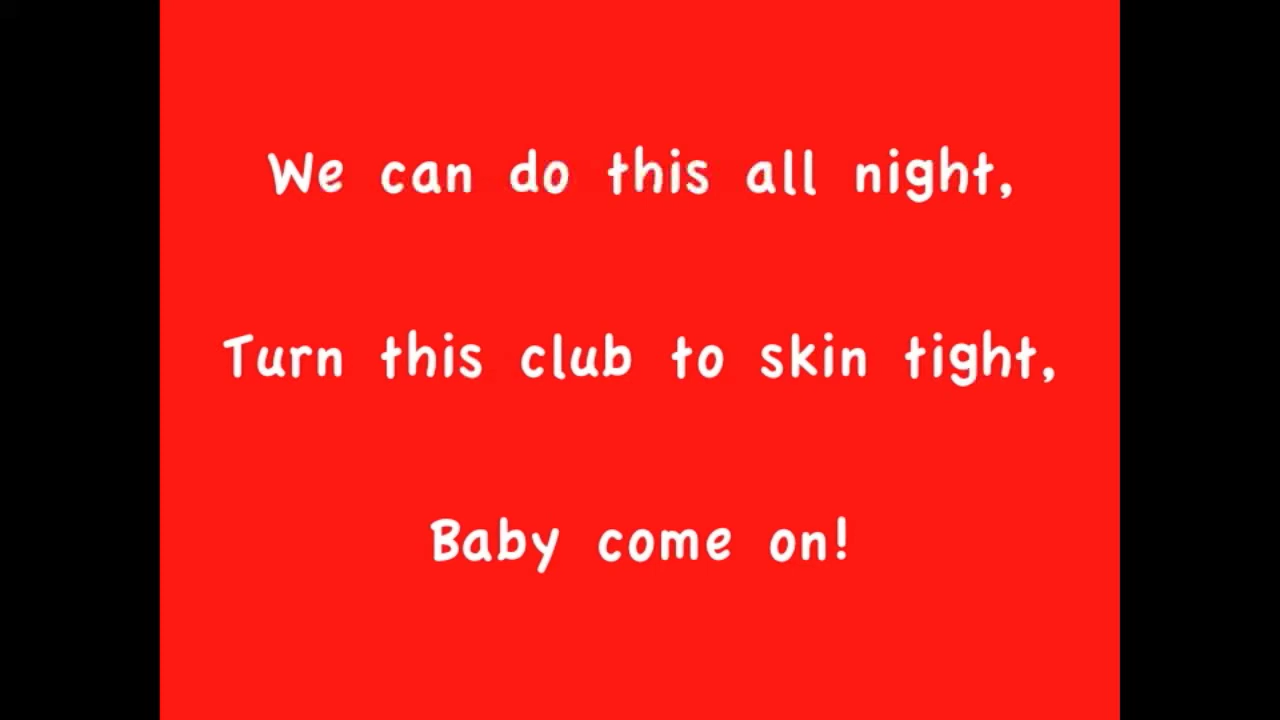 We can do this all night,
Turn this club to skin tight,
Baby come on!